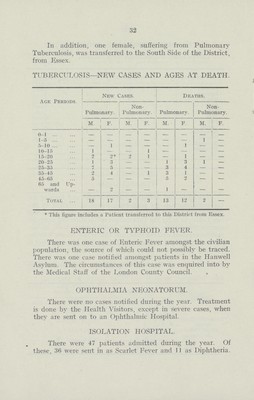 32
In addition, one female, suffering from Pulmonary
Tuberculosis, was transferred to the South Side of the District,
from Essex.
TUBERCULOSIS—NEW CASES AND AGES AT DEATH.
Age Periods New Cases. Deaths.
Pulmonary. Non-Pulmonary. Pulmonary. Non-Pulmonary.
M. F. M. F. M. F. M. F.
0-1
1-5
5-10
10-15
15-20
20-25
25-35
35-45
45-65
65 and Up-
wards
Total
* This figure includes a Patient transferred to this District from Essex.
ENTERIC OR TYPHOID FEVER.
There was one case of Enteric Fever amongst the civilian
population, the source of which could not possibly be traced.
There was one case notified amongst patients in the Hanwell
Asylum. The circumstances of this case was enquired into by
the Medical Staff of the London County Council.
OPHTHALMIA NEONATORUM.
There were no cases notified during the year. Treatment
is done by the Health Visitors, except in severe cases, when
they are sent on to an Ophthalmic Hospital.
ISOLATION HOSPITAL.
There were 47 patients admitted during the year. Of
these, 36 were sent in as Scarlet Fever and 11 as Diphtheria.